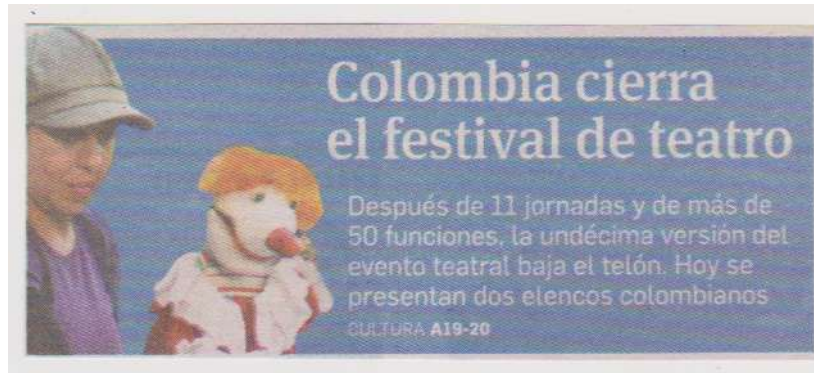 Colombia cierra
el festival de teatro
Después de 11 jornadas y de más de
50 funciones, la undécima versión del
evento teatral baja el telón. Hoy se
presentan dos elencos colombianos
CULTURA A19-20